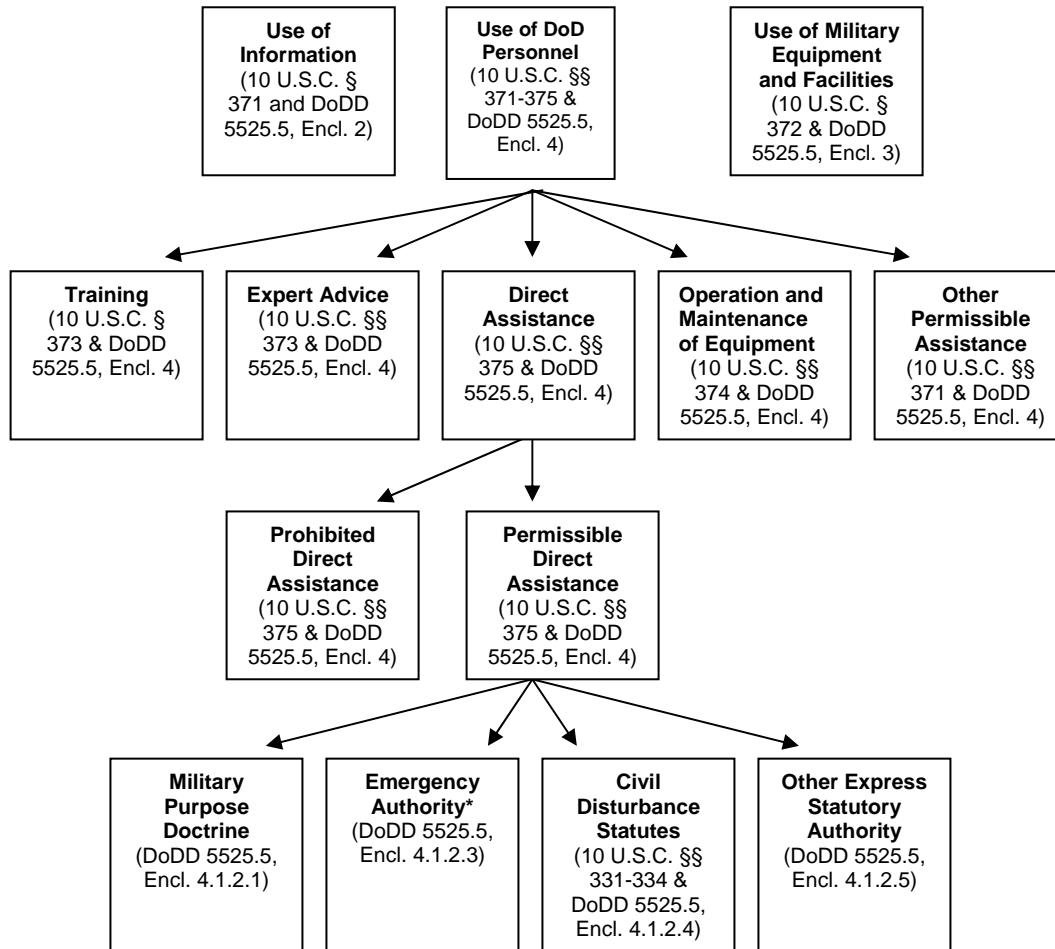 Use of
Information
(10 U.S.C. §
371 and DoDD
5525.5, Encl. 2)
Use of DoD
Personnel
(10 U.S.C. §§
371-375 &
DoDD 5525.5,
Encl. 4)
Use of Military
Equipment
and Facilities
(10 U.S.C. §
372 & DoDD
5525.5, Encl. 3)
Training
(10 U.S.C. §
373 & DoDD
5525.5, Encl. 4)
Expert Advice
(10 U.S.C. §§
373 & DoDD
5525.5, Encl. 4)
Direct
Assistance
(10 U.S.C. §§
375 & DoDD
5525.5, Encl. 4)
Operation and
Maintenance
of Equipment
(10 U.S.C. §§
374 & DoDD
5525.5, Encl. 4)
Other
Permissible
Assistance
(10 U.S.C. §§
371 & DoDD
5525.5, Encl. 4)
Prohibited
Direct
Assistance
(10 U.S.C. §§
375 & DoDD
5525.5, Encl. 4)
Permissible
Direct
Assistance
(10 U.S.C. §§
375 & DoDD
5525.5, Encl. 4)
Military
Purpose
Doctrine
(DoDD 5525.5,
Encl. 4.1.2.1)
Emergency
Authority*
(DoDD 5525.5,
Encl. 4.1.2.3)
Civil
Disturbance
Statutes
(10 U.S.C. §§
331-334 &
DoDD 5525.5,
Encl. 4.1.2.4)
Other Express
Statutory
Authority
(DoDD 5525.5,
Encl. 4.1.2.5)